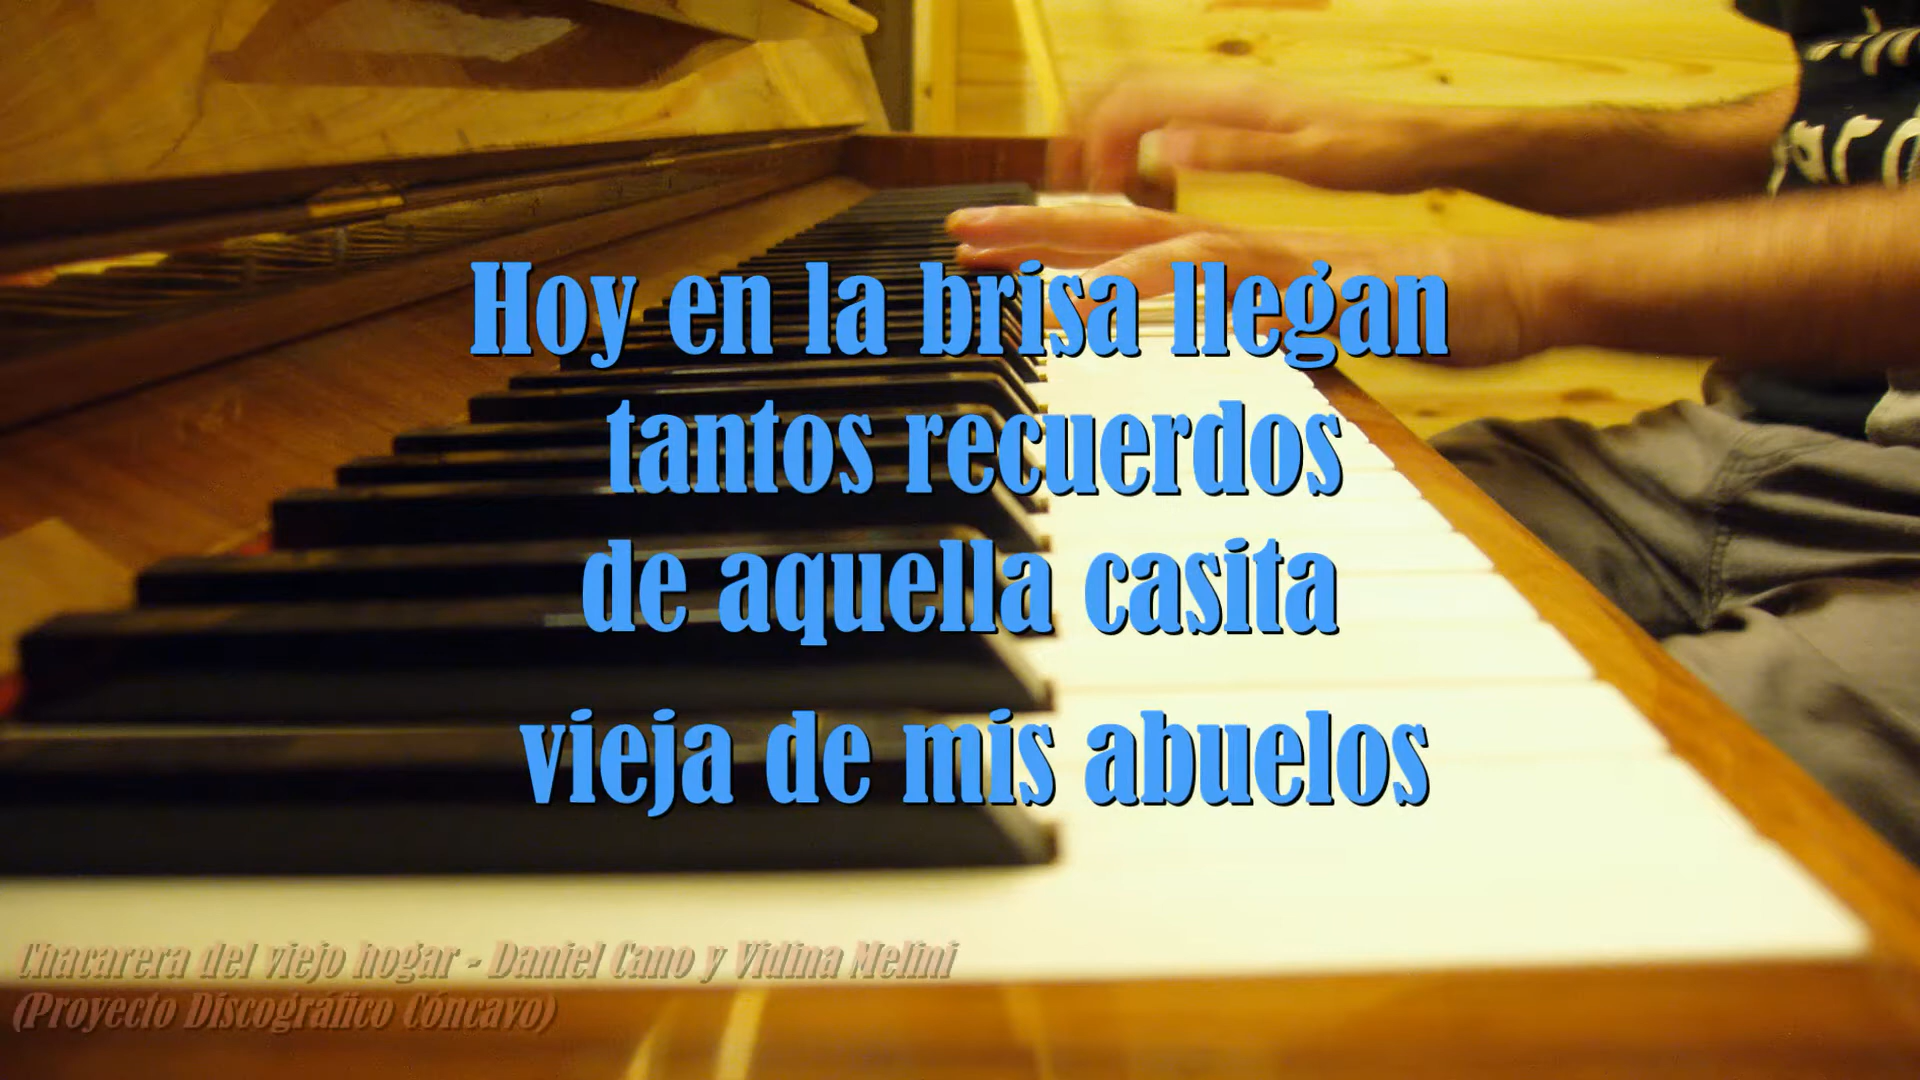 Hoy en la brisa llegan
tantos recuerdos
de aquella casita
vieja de mis abuelos
Chacarera del viejo hogar - Daniel Cano y Vidina Melini
(Proyecto Discográfico Cóncavo)